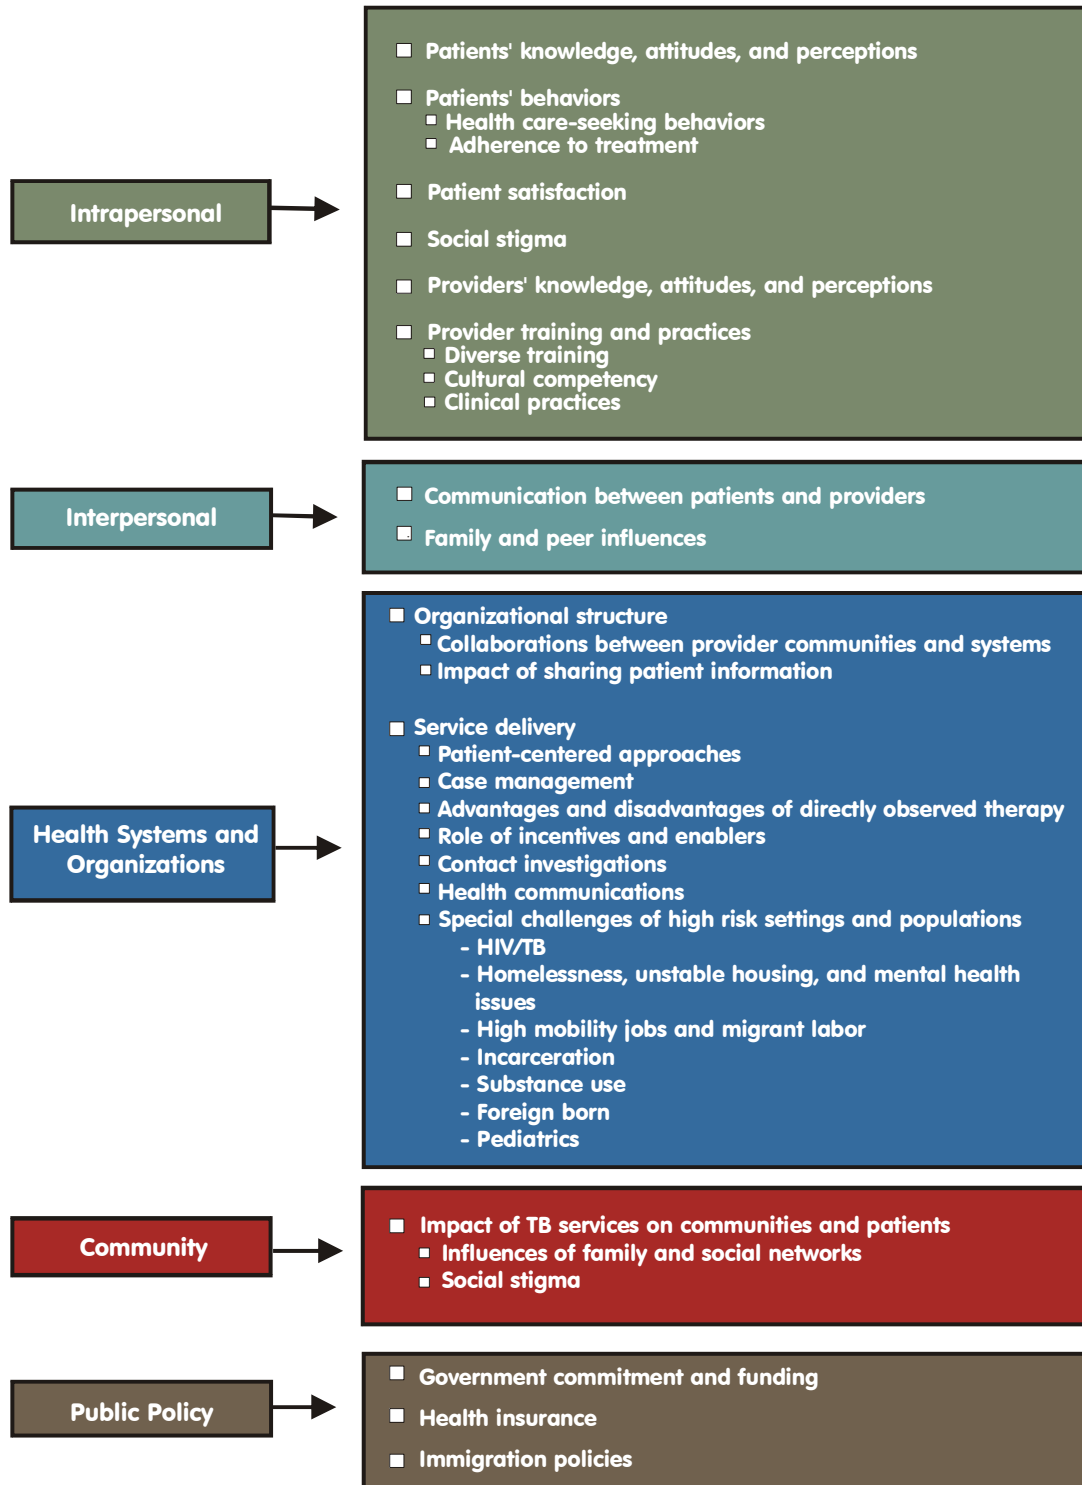 Intrapersonal
Patients' knowledge, attitudes, and perceptions
Patients' behaviors
Health care-seeking behaviors
Adherence to treatment
Patient satisfaction
Social stigma
Providers' knowledge, attitudes, and perceptions
Provider training and practices
Diverse training
Cultural competency
Clinical practices
Interpersonal
Communication between patients and providers
Family and peer influences
Health Systems and
Organizations
Organizational structure
Collaborations between provider communities and systems
Impact of sharing patient information
Service delivery
Patient-centered approaches
Case management
Advantages and disadvantages of directly observed therapy
Role of incentives and enablers
Contact investigations
Health communications
Special challenges of high risk settings and populations
- HIV/TB
- Homelessness, unstable housing, and mental health
issues
- High mobility jobs and migrant labor
- Incarceration
- Substance use
- Foreign born
- Pediatrics
Community
Impact of TB services on communities and patients
Influences of family and social networks
Social stigma
Public Policy
Government commitment and funding
Health insurance
Immigration policies